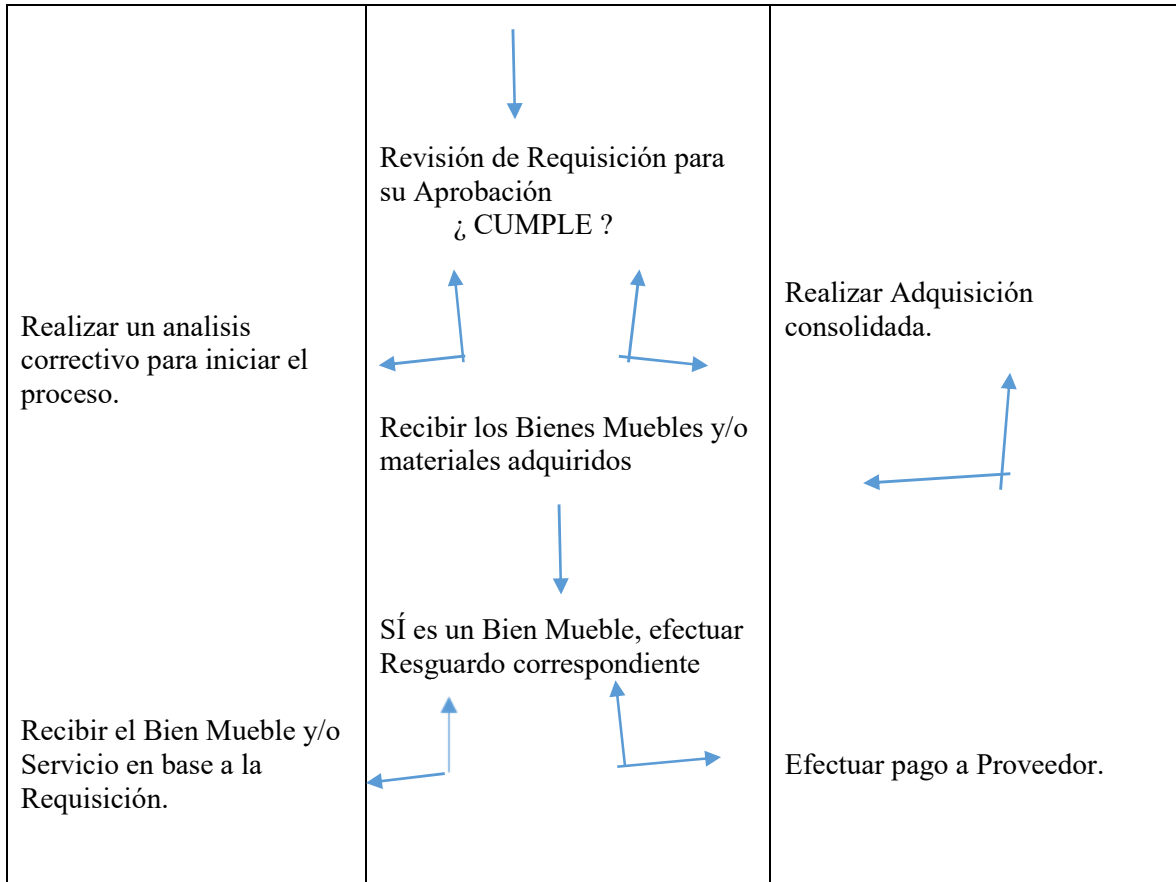 Revisión de Requisición para
su Aprobación
¿ CUMPLE ?
Realizar un analisis
correctivo para iniciar el
proceso.
Realizar Adquisición
consolidada.
Recibir los Bienes Muebles y/o
materiales adquiridos
SÍ es un Bien Mueble, efectuar
Resguardo correspondiente
Recibir el Bien Mueble y/o
Servicio en base a la
Requisición.
Efectuar pago a Proveedor.